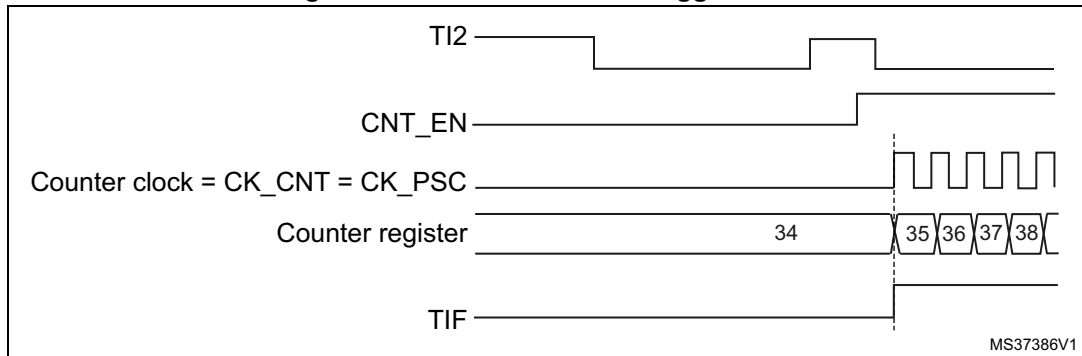 TI2
CNT_EN
Counter clock = CK_CNT = CK_PSC
Counter register 34 35 36 37 38
TIF
MS37386V1